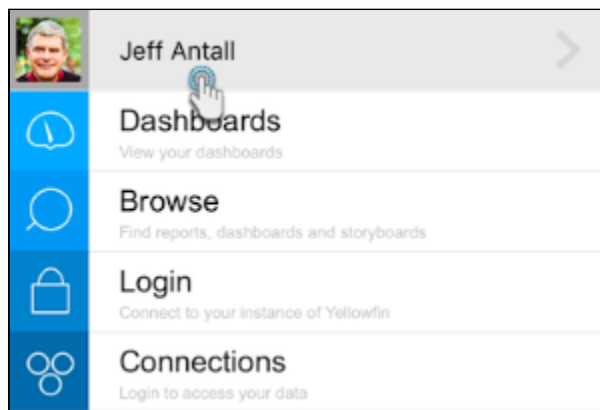 Jeff Antall
Dashboards
View your dashboards
Browse
Find reports, dashboards and storyboards
Login
Connect to your instance of Yellowfin
Connections
Login to access your data